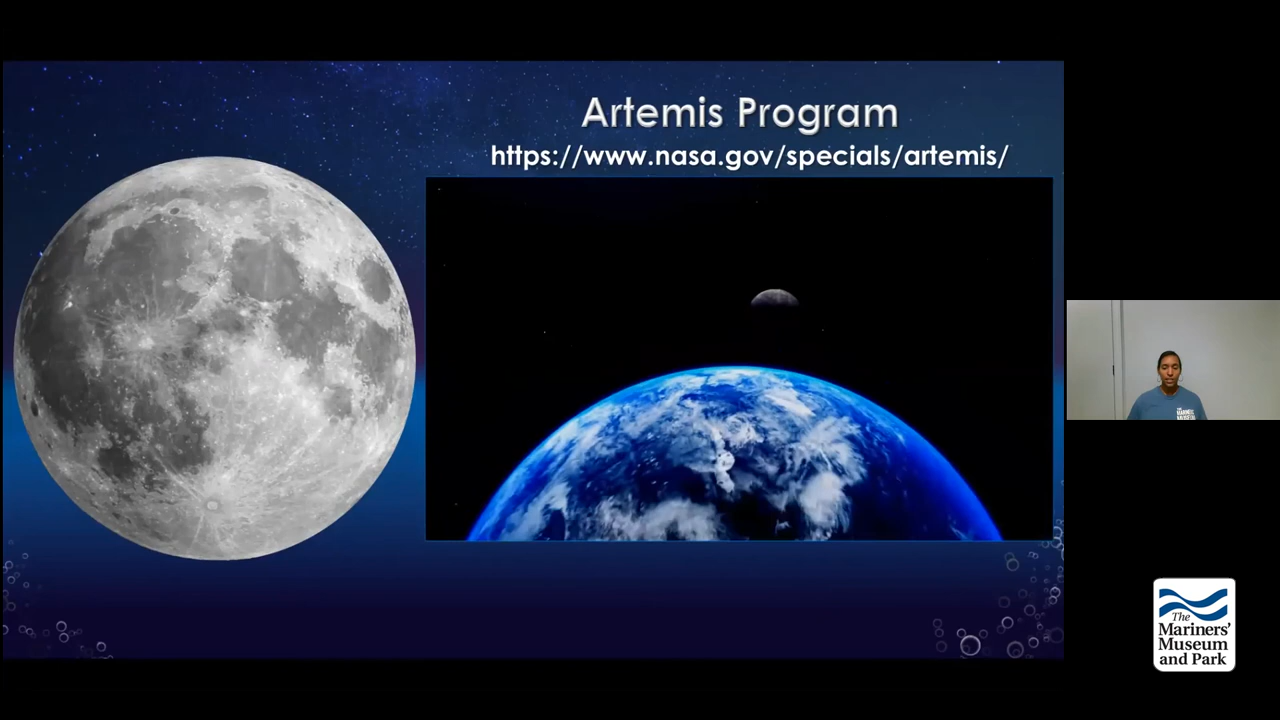 Artemis Program
https://www.nasa.gov/specials/artemis/
The
Mariners'
Museum
and Park